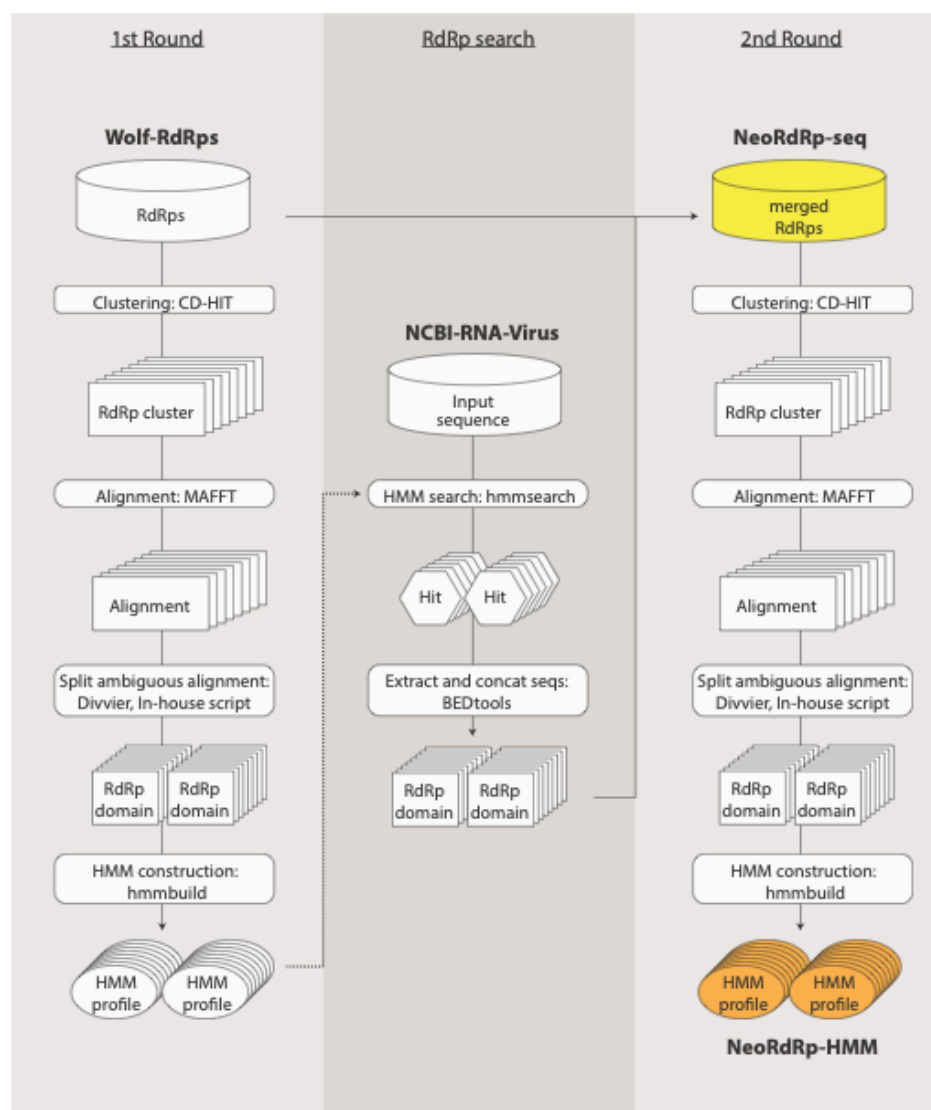 1st Round
RdRp search
2nd Round
Wolf-RdRps
RdRps
Clustering: CD-HIT
RdRp cluster
Alignment: MAFFT
Alignment
Split ambiguous alignment:
Divvier, In-house script
RdRp
domain
RdRp
domain
HMM construction:
hmmbuild
HMM
profile
HMM
profile
NCBI-RNA-Virus
Input
sequence
HMM search: hmmsearch
Hit
Hit
Extract and concat seqs:
BEDtools
RdRp
domain
RdRp
domain
NeoRdRp-seq
merged
RdRps
Clustering: CD-HIT
RdRp cluster
Alignment: MAFFT
Alignment
Split ambiguous alignment:
Divvier, In-house script
RdRp
domain
RdRp
domain
HMM construction:
hmmbuild
HMM
profile
HMM
profile
NeoRdRp-HMM